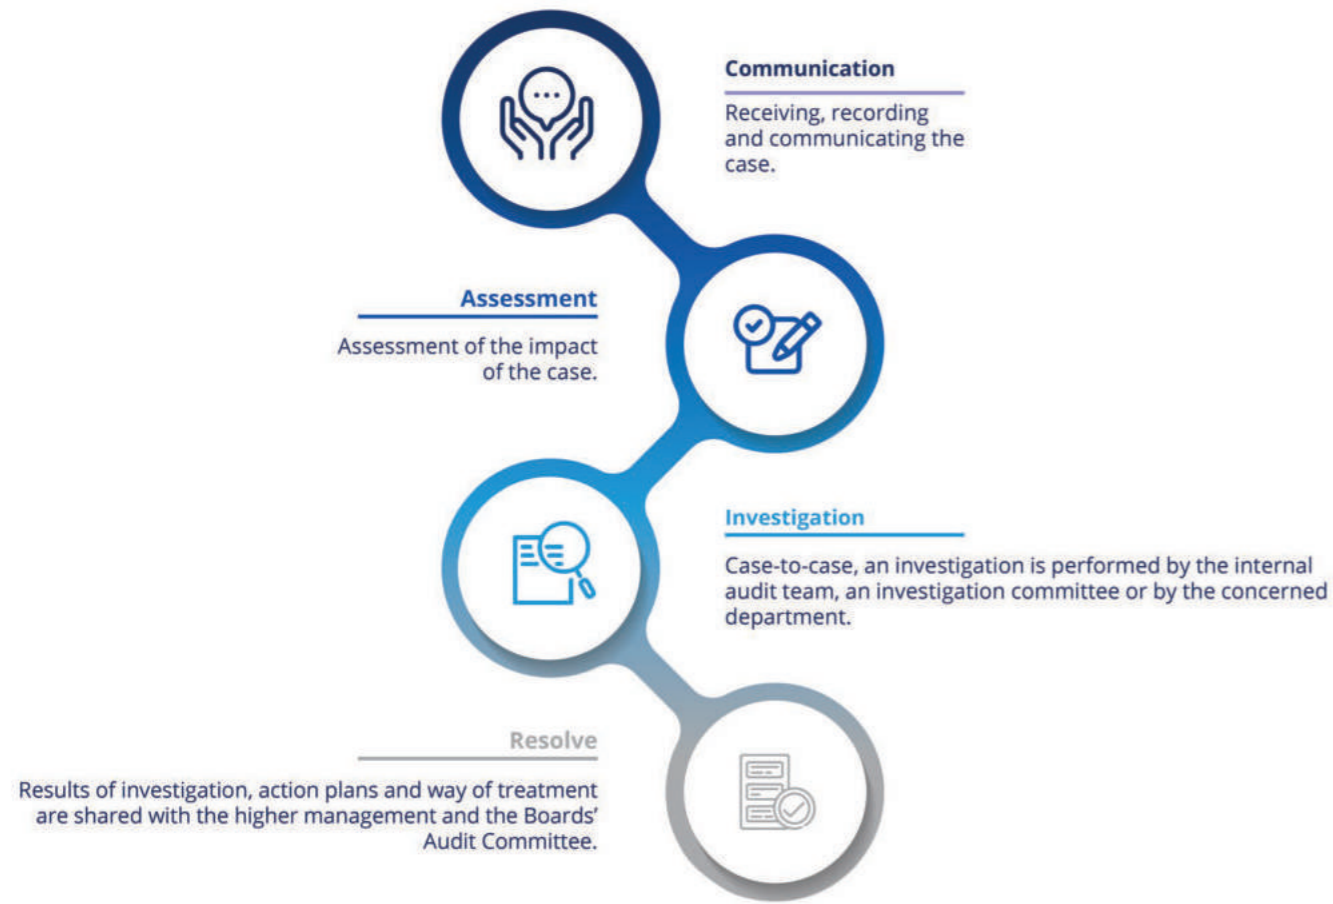 Communication
Receiving, recording
and communicating the
case.
Assessment
Assessment of the impact
of the case.
Investigation
Case-to-case, an investigation is performed by the internal
audit team, an investigation committee or by the concerned
department.
Resolve
Results of investigation, action plans and way of treatment
are shared with the higher management and the Boards’
Audit Committee.